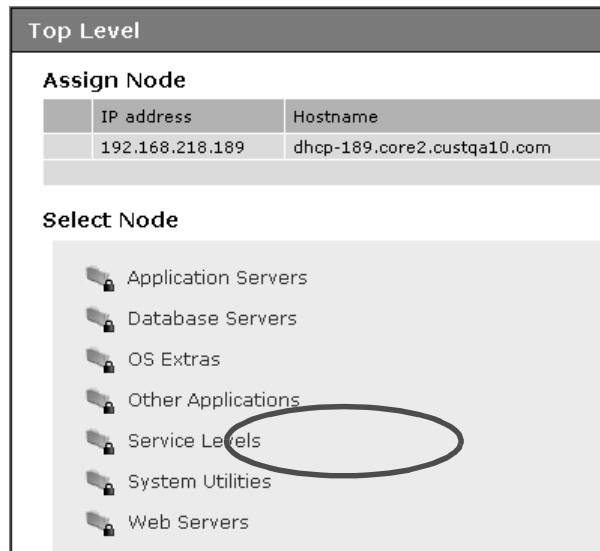 Top Level
Assign Node
IP address Hostname
192.168.218.189 dhcp-189.core2.custqa10.com
Select Node
Application Servers
Database Servers
OS Extras
Other Applications
Service Levels
System Utilities
Web Servers